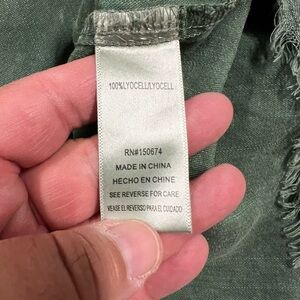 100%LYOCELL/LYOCELL
RN#150674
MADE IN CHINA
HECHO EN CHINE
SEE REVERSE FOR CARE
VEASE EL REVERSO PARA EL CUIDADO